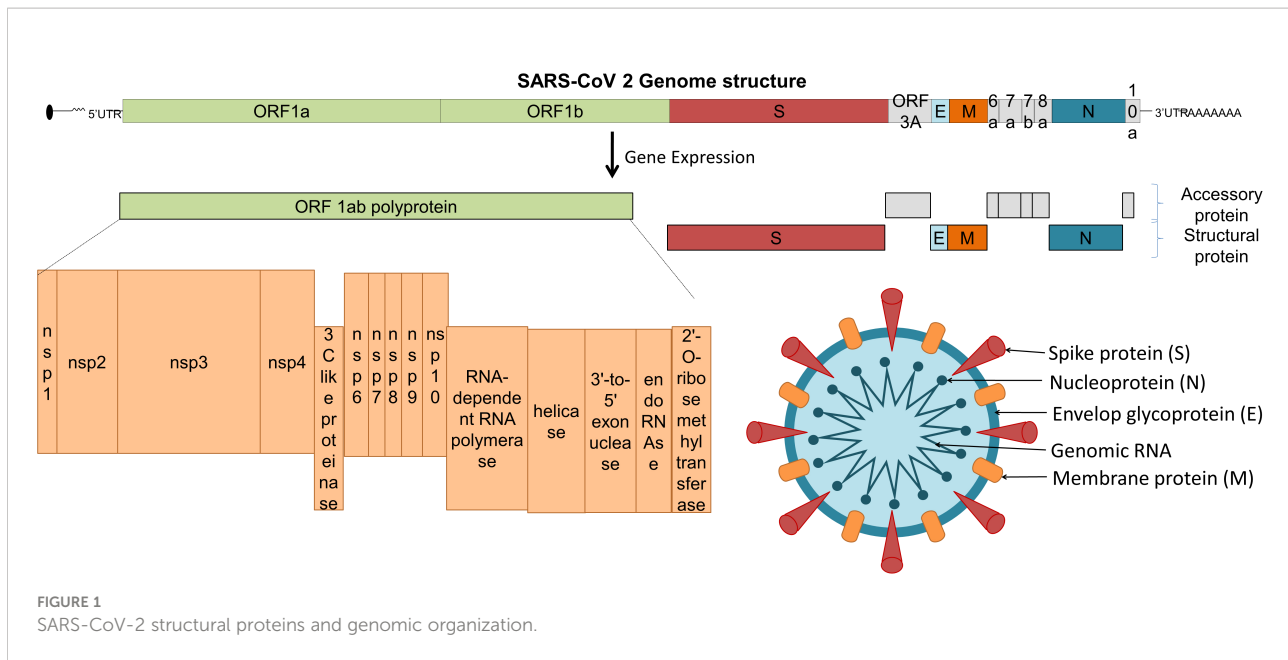 SARS-CoV 2 Genome structure
5'UTR
ORF1a
ORF1b
S
ORF
3A
E
M
6
a
7
a
7
b
8
a
N
1
0
a
3'UTRAAAAAAA
Gene Expression
ORF 1ab polyprotein
Accessory
protein
S
E
M
N
Structural
protein
n
s
p
1
nsp2
nsp3
nsp4
3
C
lik
e
pr
ot
ei
na
se
n
s
p
6
n
s
p
7
n
s
p
8
n
s
p
9
ns
p
1
0
RNA-
depende
nt RNA
polymera
se
helica
se
3'-to-
5'
exon
uclea
se
en
do
RN
As
e
2'-
O-
ribo
se
met
hyl
tran
sfer
ase
Spike protein (S)
Nucleoprotein (N)
Envelop glycoprotein (E)
Genomic RNA
Membrane protein (M)
FIGURE 1
SARS-CoV-2 structural proteins and genomic organization.